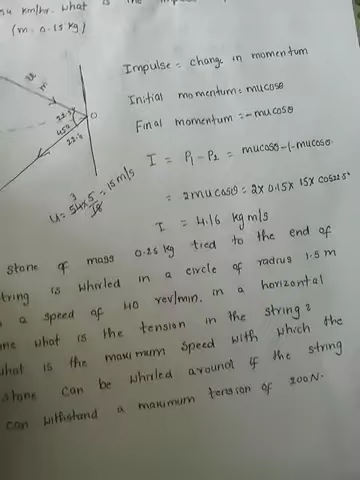 54 km/hr. what is the
(m = 0.15 kg)
Impulse = change in momentum
Initial momentum = mucosθ
Final momentum = -mucosθ
I = P1 - P2 = mucosθ-(-mucosθ.
= 2mucosθ = 2 x 0.15 x 15 x cos22.5°
I = 4.16 kg m/s
22.5°
45°
O
22.5
u = 54 x 5 = 15 m/s
3
18
stone of mass 0.25 kg tied to the end of
tring is whirled in a circle of radius 1.5 m
a speed of 40 rev/min. in a horizontal
ne what is the tension in the string?
what is the maximum speed with which the
stone can be whirled around if the string
can withstand a maximum tension of 200N.